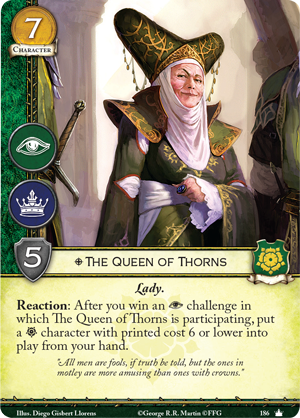 7
CHARACTER
5
THE QUEEN OF THORNS
Lady.
Reaction: After you win an challenge in
which The Queen of Thorns is participating, put
a character with printed cost 6 or lower into
play from your hand.
"All men are fools, if truth be told, but the ones in
motley are more amusing than ones with crowns."
Illus. Diego Gisbert Llorens ©George R.R. Martin ©FFG 186